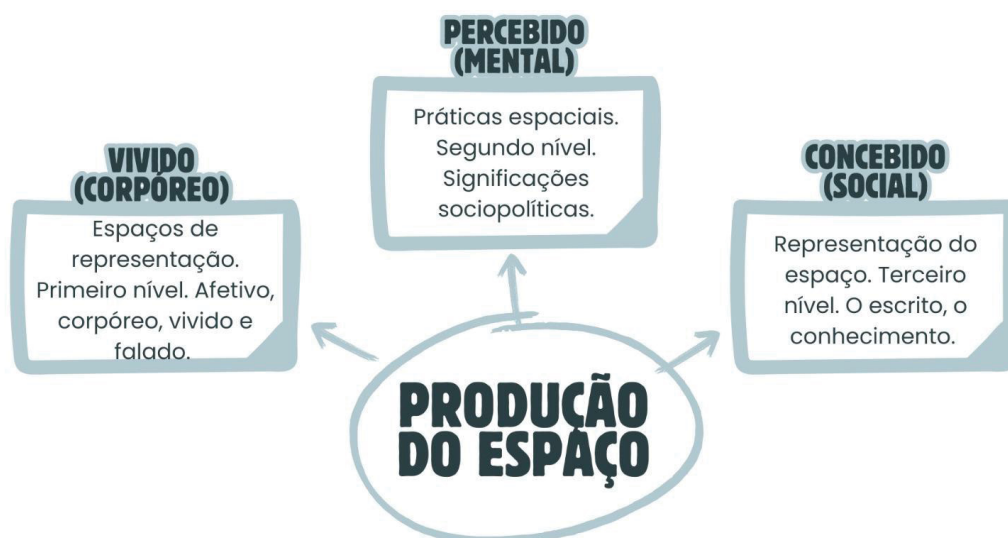 PERCEBIDO
(MENTAL)
Práticas espaciais.
Segundo nível.
Significações
sociopolíticas.
VIVIDO
(CORPÓREO)
Espaços de
representação.
Primeiro nível. Afetivo,
corpóreo, vivido e
falado.
CONCEBIDO
(SOCIAL)
Representação do
espaço. Terceiro
nível. O escrito, o
conhecimento.
PRODUÇÃO
DO ESPAÇO